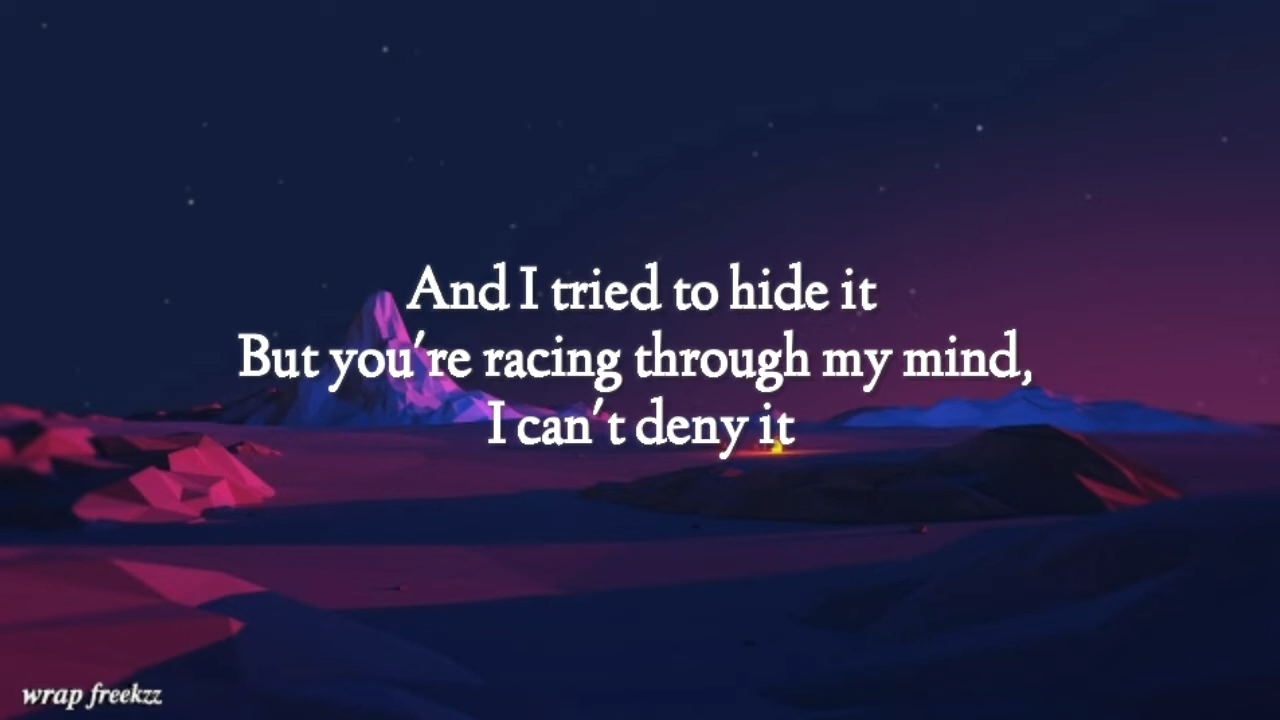 And I tried to hide it
But you're racing through my mind,
I can't deny it
wrap freekzz